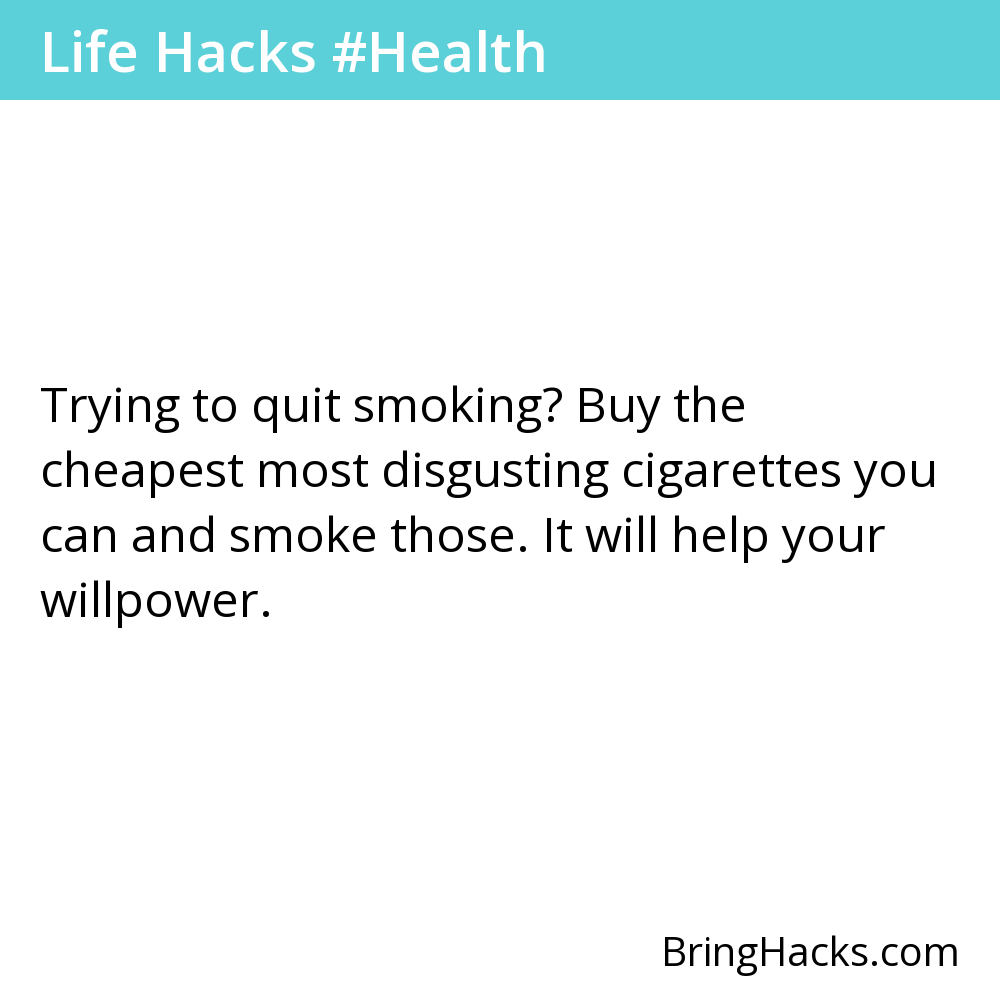 Life Hacks #Health
Trying to quit smoking? Buy the
cheapest most disgusting cigarettes you
can and smoke those. It will help your
willpower.
BringHacks.com